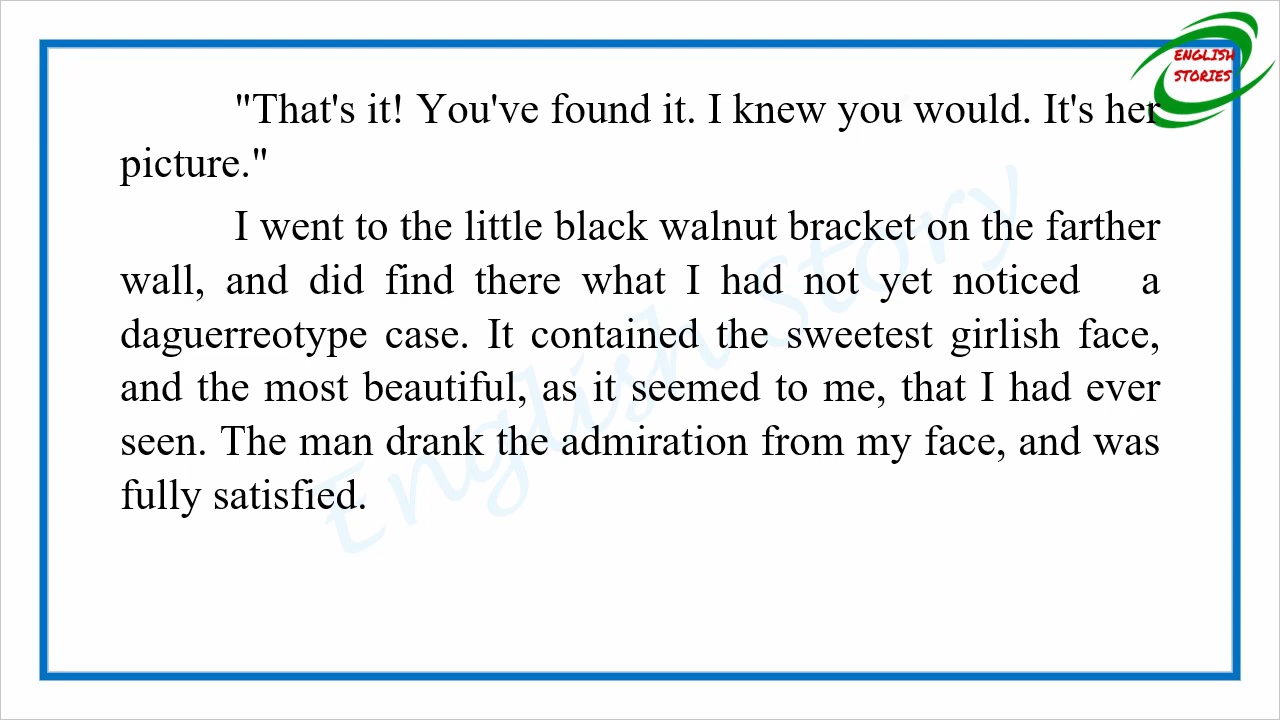 ENGLISH
STORIES
"That's it! You've found it. I knew you would. It's her
picture."
I went to the little black walnut bracket on the farther
wall, and did find there what I had not yet noticed a
daguerreotype case. It contained the sweetest girlish face,
and the most beautiful, as it seemed to me, that I had ever
seen. The man drank the admiration from my face, and was
fully satisfied.
English Story